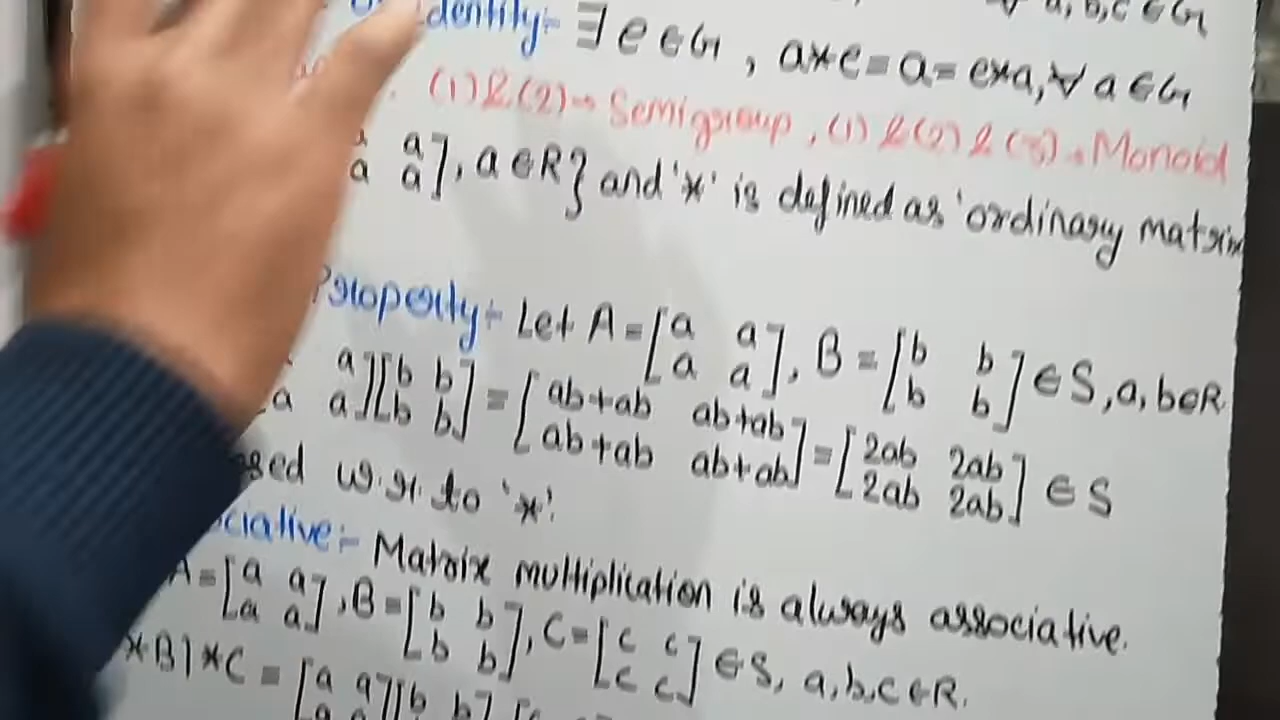 ∀ a,b,c ∈ G
Identity:- ∃ e ∈ G , a*e = a = e*a, ∀ a ∈ G
(1) & (2) → Semigroup , (1) & (2) & (3) → Monoid
a a
a a ], a ∈ R } and '*' is defined as 'ordinary matrix
Property:- Let A = [ a a
a a ], B = [ b b
b b ] ∈ S, a, b ∈ R
a a
a a ][ b b
b b ] = [ ab+ab ab+ab
ab+ab ab+ab ] = [ 2ab 2ab
2ab 2ab ] ∈ S
sed w.r.to '*'.
ciative:- Matrix multiplication is always associative.
A = [ a a
a a ], B = [ b b
b b ], C = [ c c
c c ] ∈ S, a,b,c ∈ R.
*B) *C = [ a a
a a ][ b b